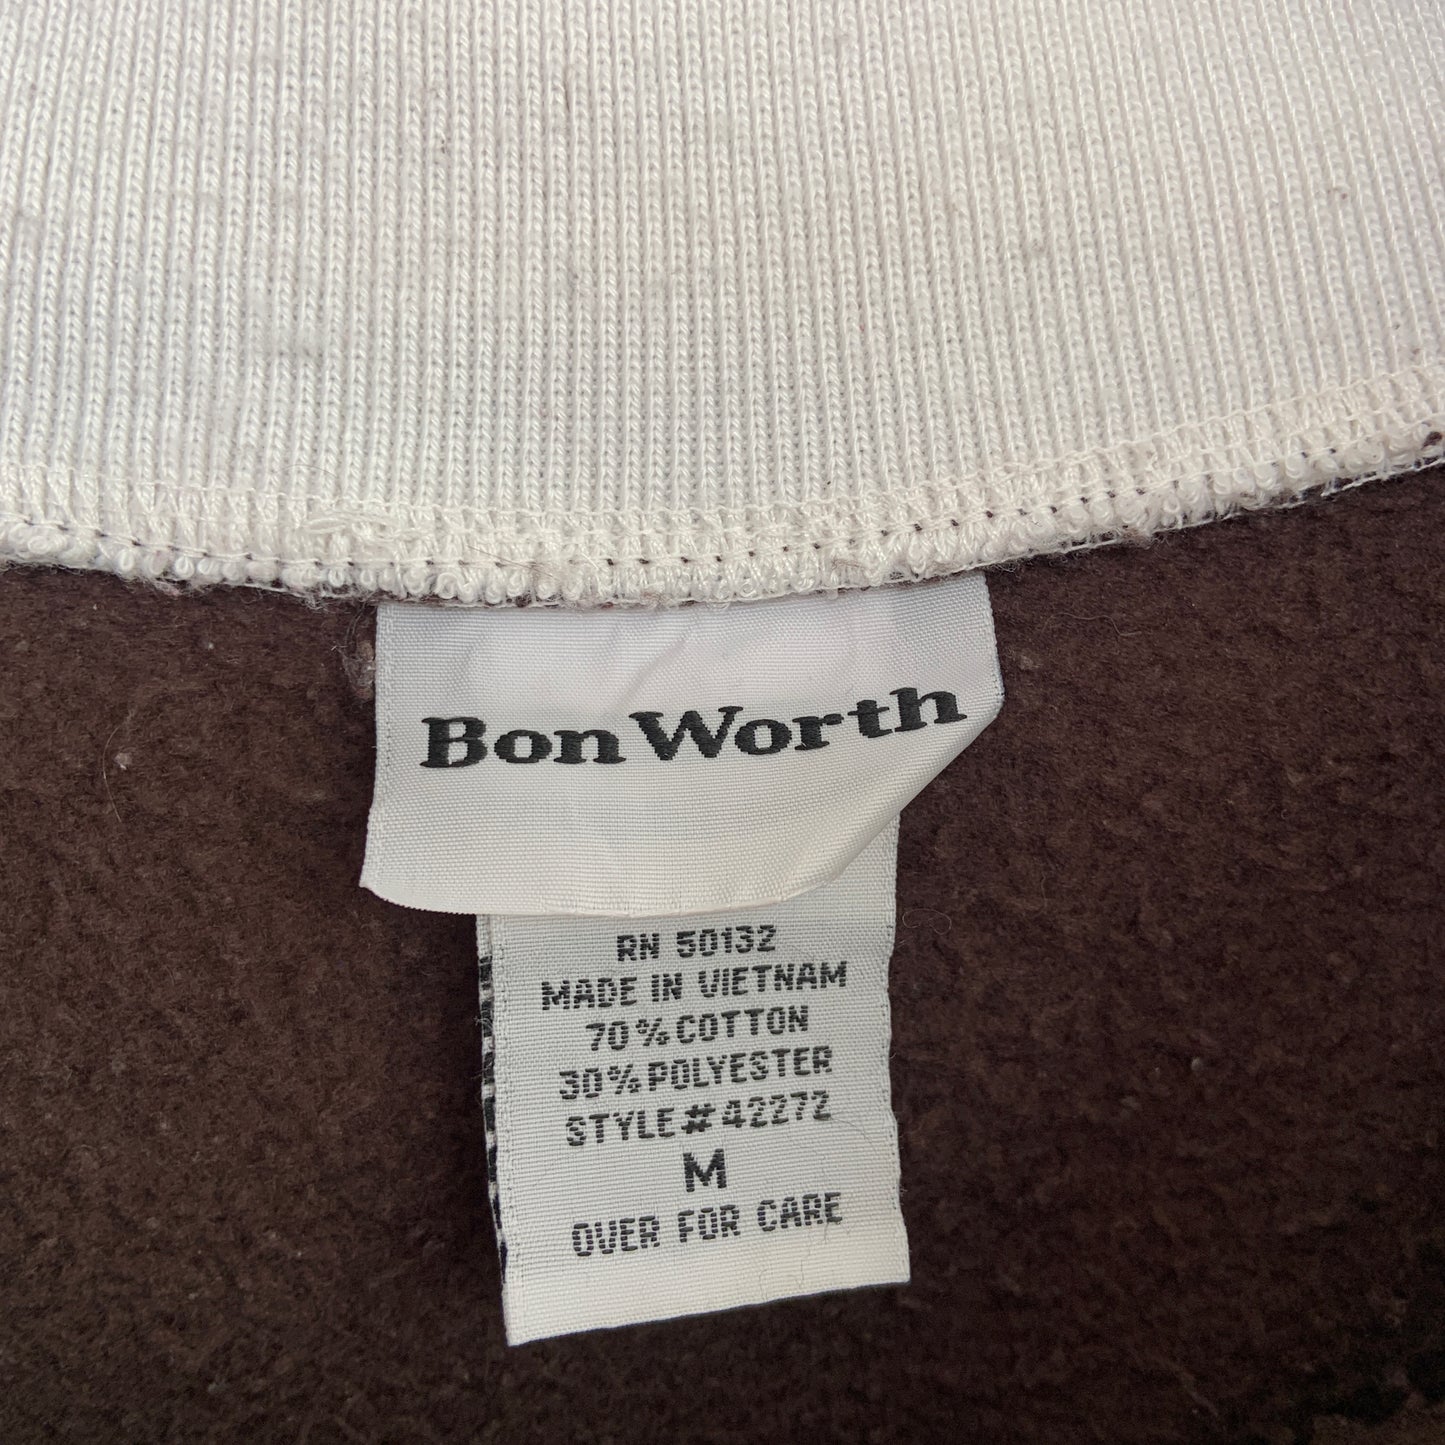 Bon Worth
RN 50132
MADE IN VIETNAM
70% COTTON
30% POLYESTER
STYLE# 42272
M
OVER FOR CARE